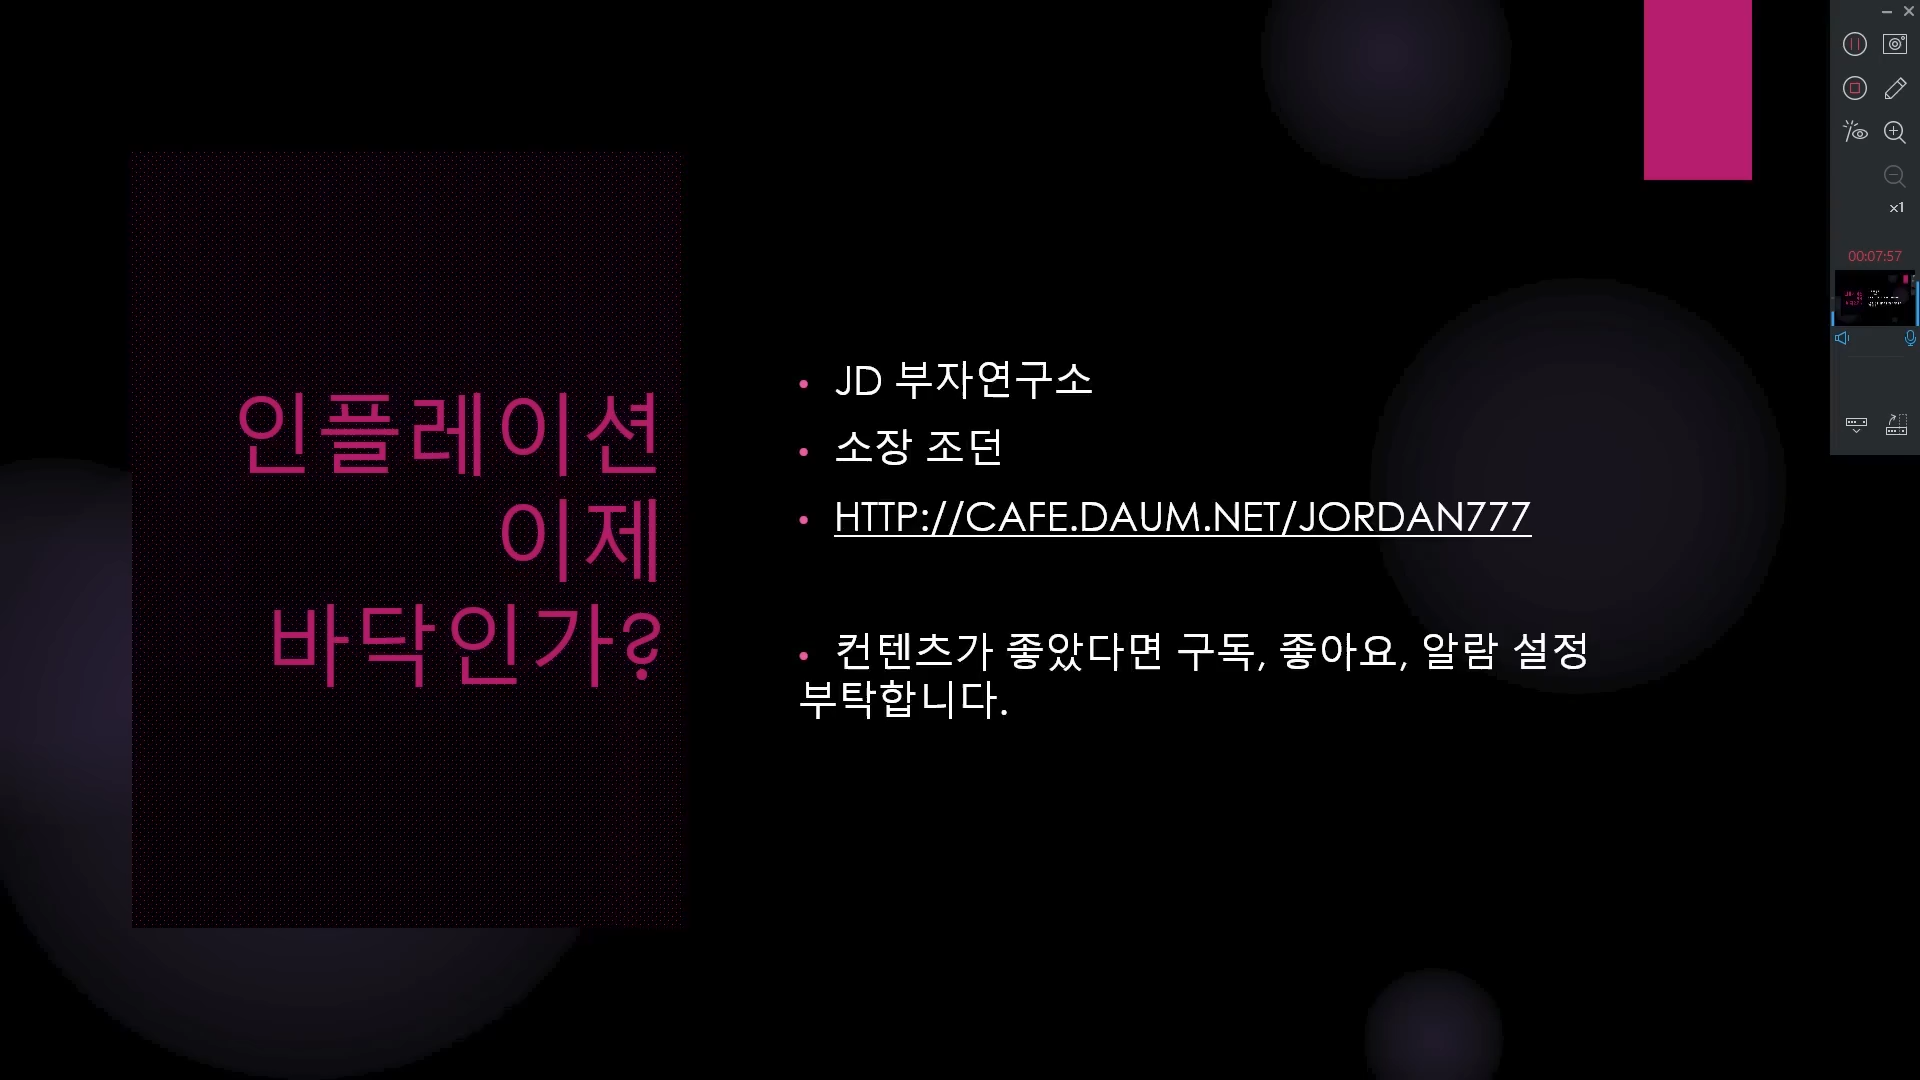 인플레이션
이제
바닥인가?
• JD 부자연구소
• 소장 조던
• HTTP://CAFE.DAUM.NET/JORDAN777
• 컨텐츠가 좋았다면 구독, 좋아요, 알람 설정
부탁합니다.
x1
00:07:57